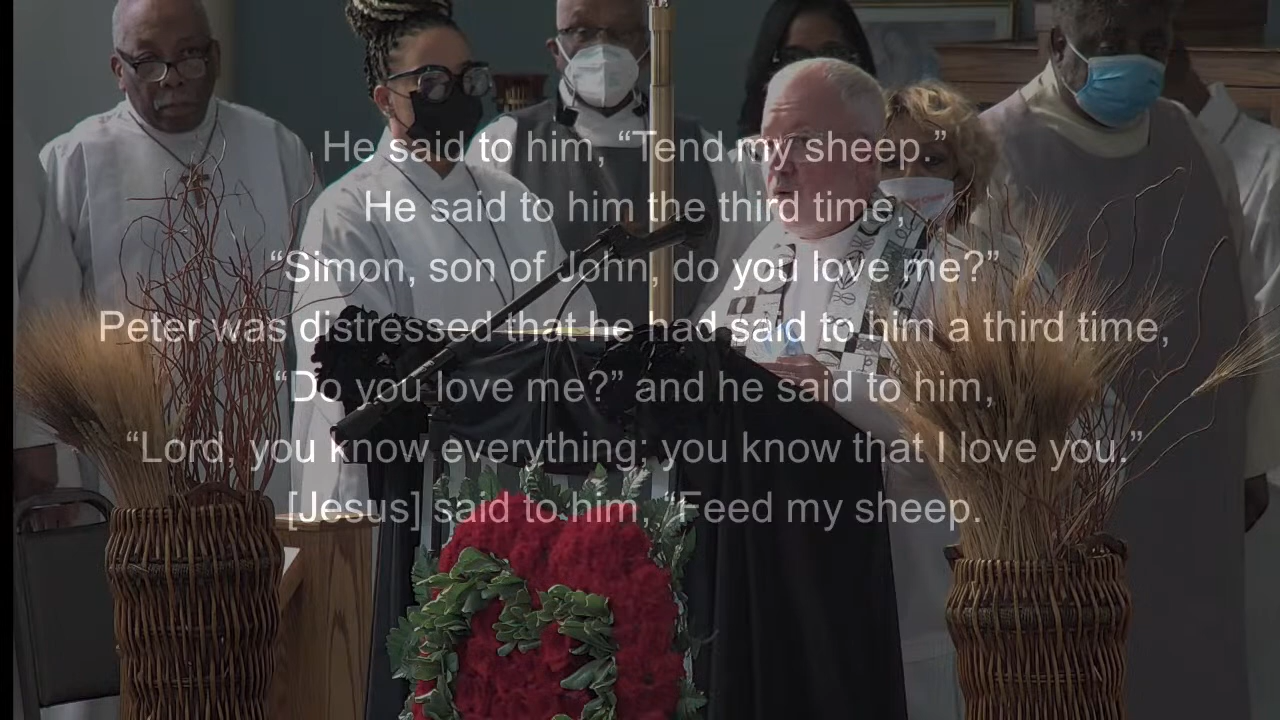 He said to him, “Tend my sheep.”
He said to him the third time,
“Simon, son of John, do you love me?”
Peter was distressed that he had said to him a third time,
“Do you love me?” and he said to him,
“Lord, you know everything; you know that I love you.”
[Jesus] said to him, “Feed my sheep.